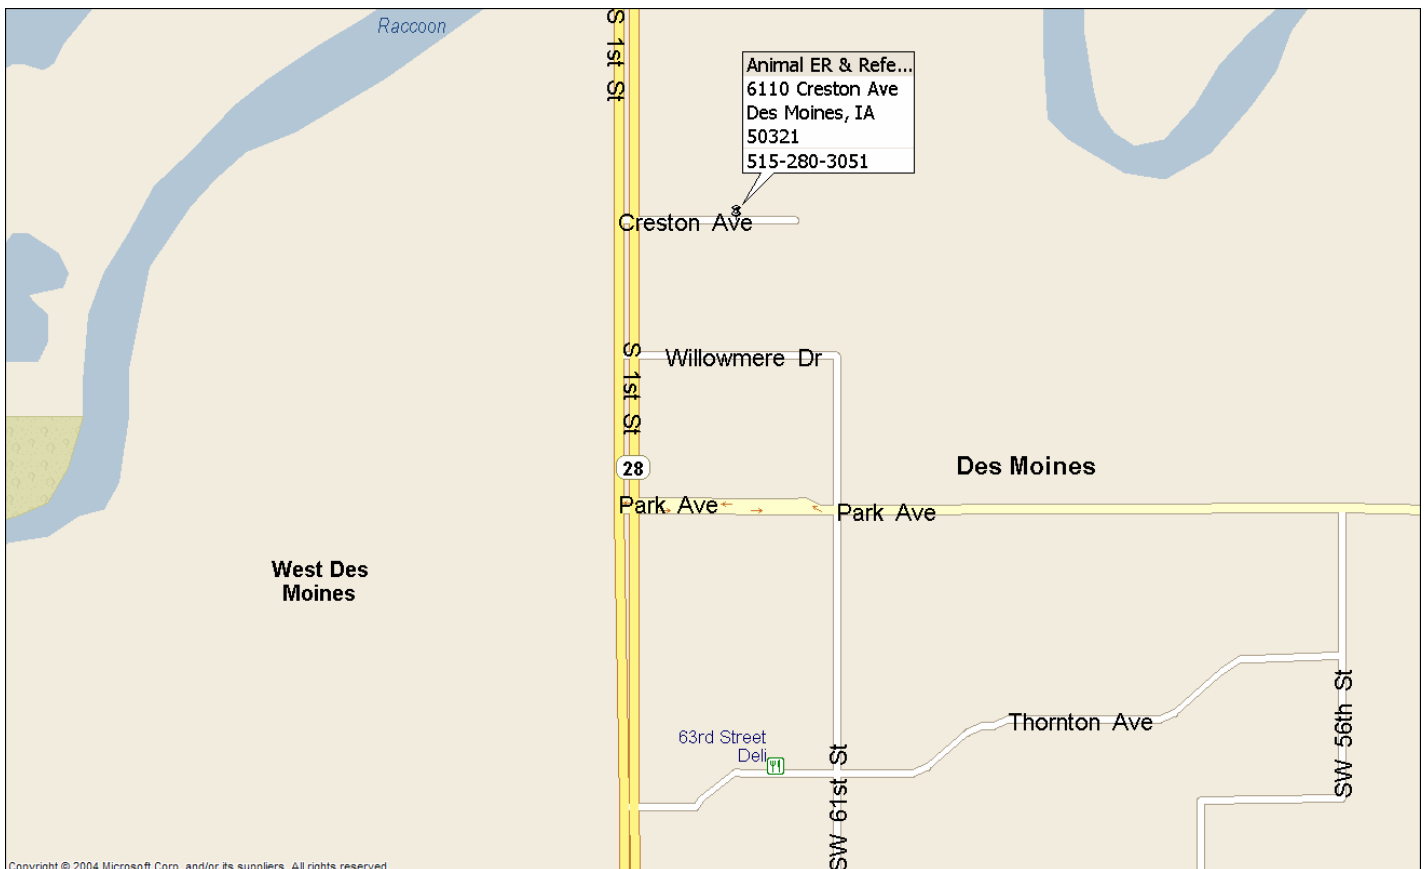 Raccoon
S 1st St
Animal ER & Refe...
6110 Creston Ave
Des Moines, IA
50321
515-280-3051
Creston Ave
S 1st St
Willowmere Dr
28
Des Moines
Park Ave
Park Ave
West Des
Moines
SW 56th St
Thornton Ave
63rd Street
Deli
SW 61st St
Copyright © 2004 Microsoft Corp. and/or its suppliers. All rights reserved.